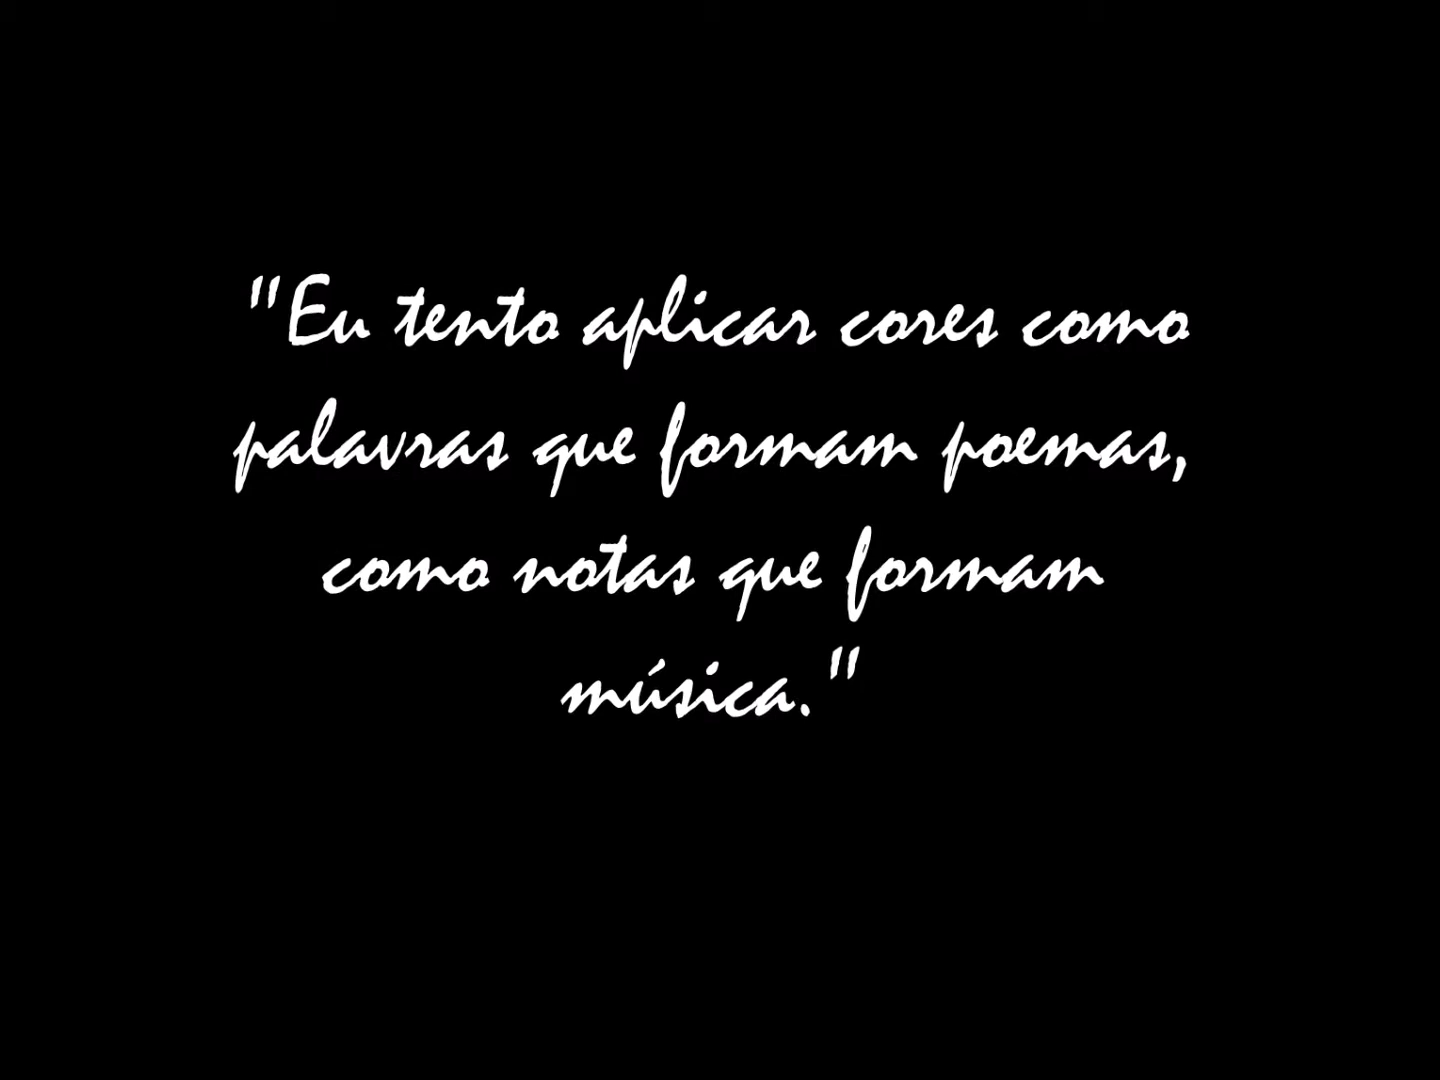 "Eu tento aplicar cores como
palavras que formam poemas,
como notas que formam
música."